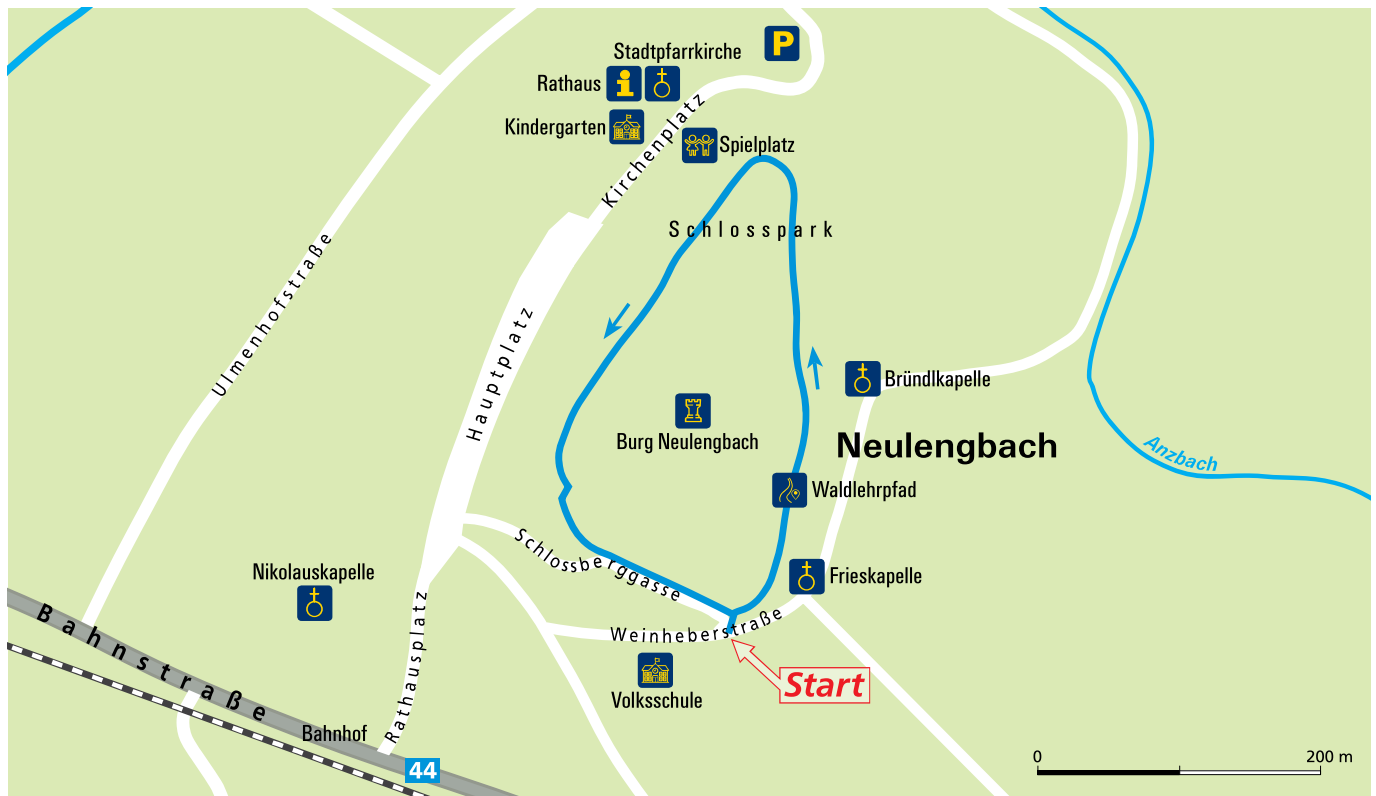 Stadtpfarrkirche
P
Rathaus
Kindergarten
Kirchenplatz
Spielplatz
Schlosspark
Ulmenhofstraße
Hauptplatz
Bründlkapelle
Burg Neulengbach
Neulengbach
Anzbach
Waldlehrpfad
Schlossberggasse
Nikolauskapelle
Frieskapelle
Bahnstraße
Rathausplatz
Weinheberstraße
Start
Volksschule
Bahnhof
44
0 200 m